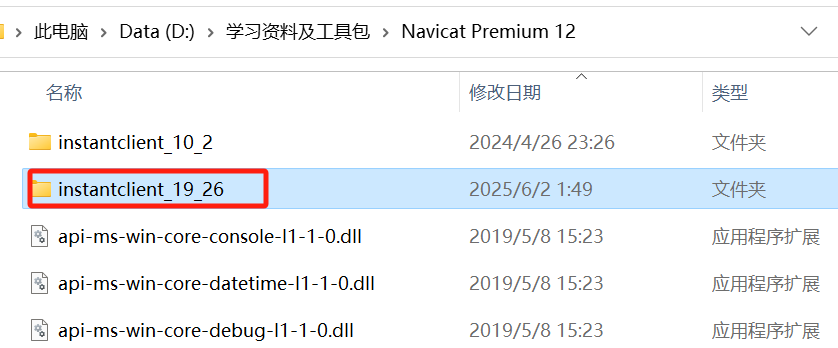 此电脑 > Data (D:) > 学习资料及工具包 > Navicat Premium 12
名称 修改日期 类型
instantclient_10_2 2024/4/26 23:26 文件夹
instantclient_19_26 2025/6/2 1:49 文件夹
api-ms-win-core-console-l1-1-0.dll 2019/5/8 15:23 应用程序扩展
api-ms-win-core-datetime-l1-1-0.dll 2019/5/8 15:23 应用程序扩展
api-ms-win-core-debug-l1-1-0.dll 2019/5/8 15:23 应用程序扩展